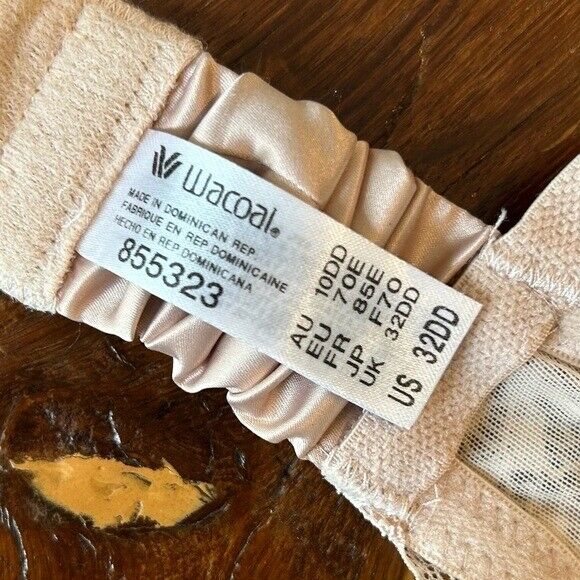 Wacoal®
MADE IN DOMINICAN REP.
FABRIQUE EN REP DOMINICAINE
HECHO EN REP. DOMINICANA
855323
AU 10DD
EU 70E
FR 85E
JP F70
UK 32DD
US 32DD